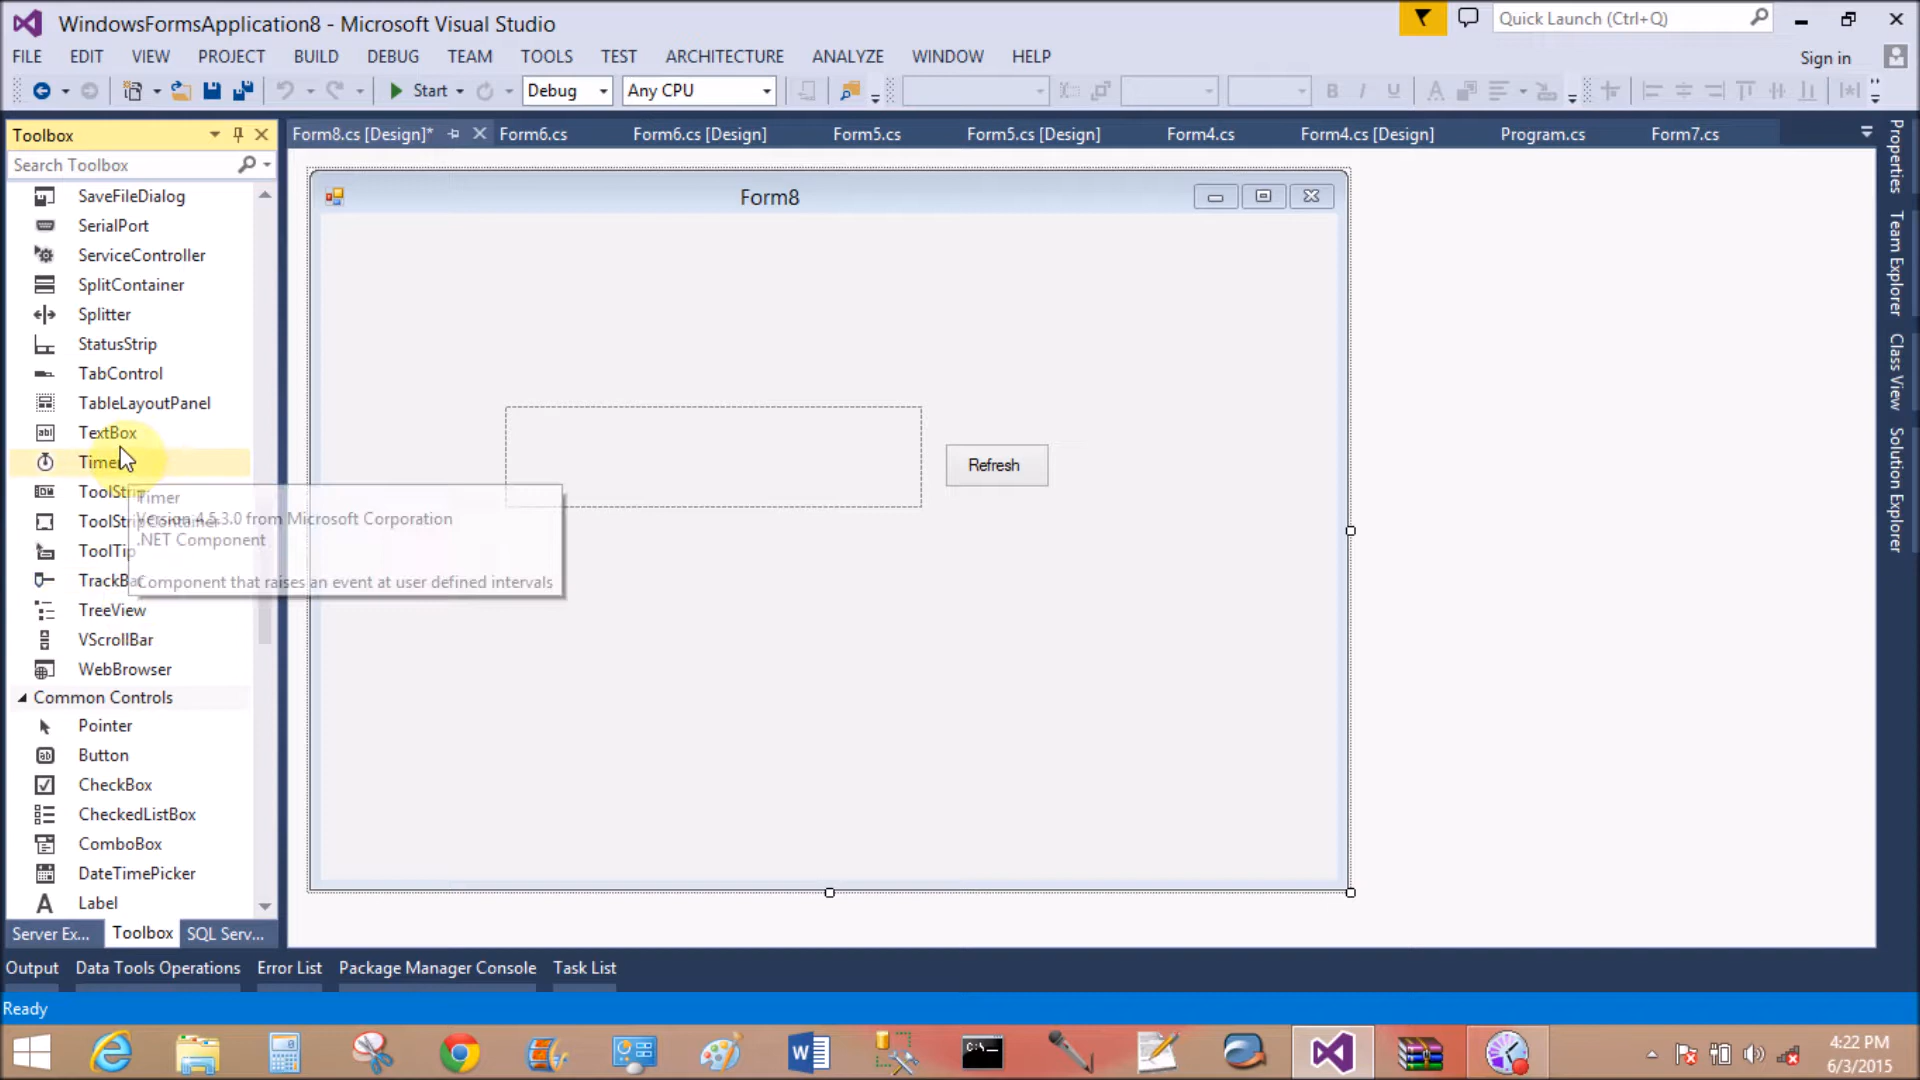 WindowsFormsApplication8 - Microsoft Visual Studio
Quick Launch (Ctrl+Q)
FILE EDIT VIEW PROJECT BUILD DEBUG TEAM TOOLS TEST ARCHITECTURE ANALYZE WINDOW HELP
Sign in
Start Debug Any CPU
Toolbox
Form8.cs [Design]* Form6.cs Form6.cs [Design] Form5.cs Form5.cs [Design] Form4.cs Form4.cs [Design] Program.cs Form7.cs
Search Toolbox
SaveFileDialog
SerialPort
ServiceController
SplitContainer
Splitter
StatusStrip
TabControl
TableLayoutPanel
TextBox
Timer
ToolStrip
ToolStripContainer
ToolTip
TrackBar
TreeView
VScrollBar
WebBrowser
Common Controls
Pointer
Button
CheckBox
CheckedListBox
ComboBox
DateTimePicker
Label
Timer
Version 4.5.3.0 from Microsoft Corporation
.NET Component
Component that raises an event at user defined intervals
Form8
Refresh
Properties
Team Explorer
Class View
Solution Explorer
Server Ex... Toolbox SQL Serv...
Output Data Tools Operations Error List Package Manager Console Task List
Ready
C:\_
4:22 PM
6/3/2015